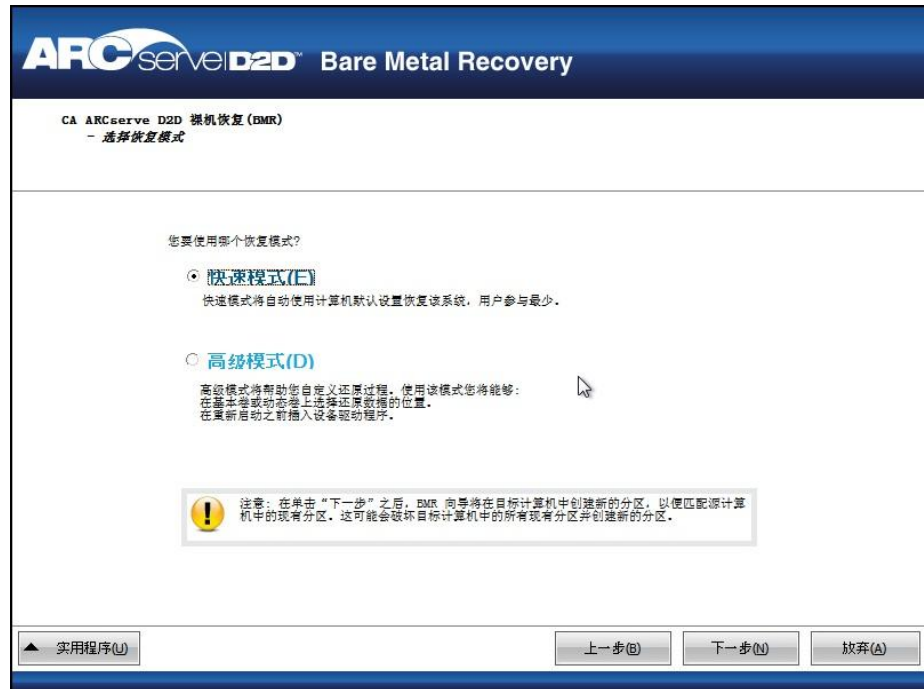 ARCserve D2D™ Bare Metal Recovery
CA ARCserve D2D 裸机恢复(BMR)
- 选择恢复模式
您要使用哪个恢复模式?
快速模式(E)
快速模式将自动使用计算机默认设置恢复该系统，用户参与最少。
高级模式(D)
高级模式将帮助您自定义还原过程。使用该模式您将能够:
在基本卷或动态卷上选择还原数据的位置。
在重新启动之前插入设备驱动程序。
注意: 在单击“下一步”之后，BMR 向导将在目标计算机中创建新的分区，以便匹配源计算
机中的现有分区。这可能会破坏目标计算机中的所有现有分区并创建新的分区。
实用程序(U)
上一步(B)
下一步(N)
放弃(A)